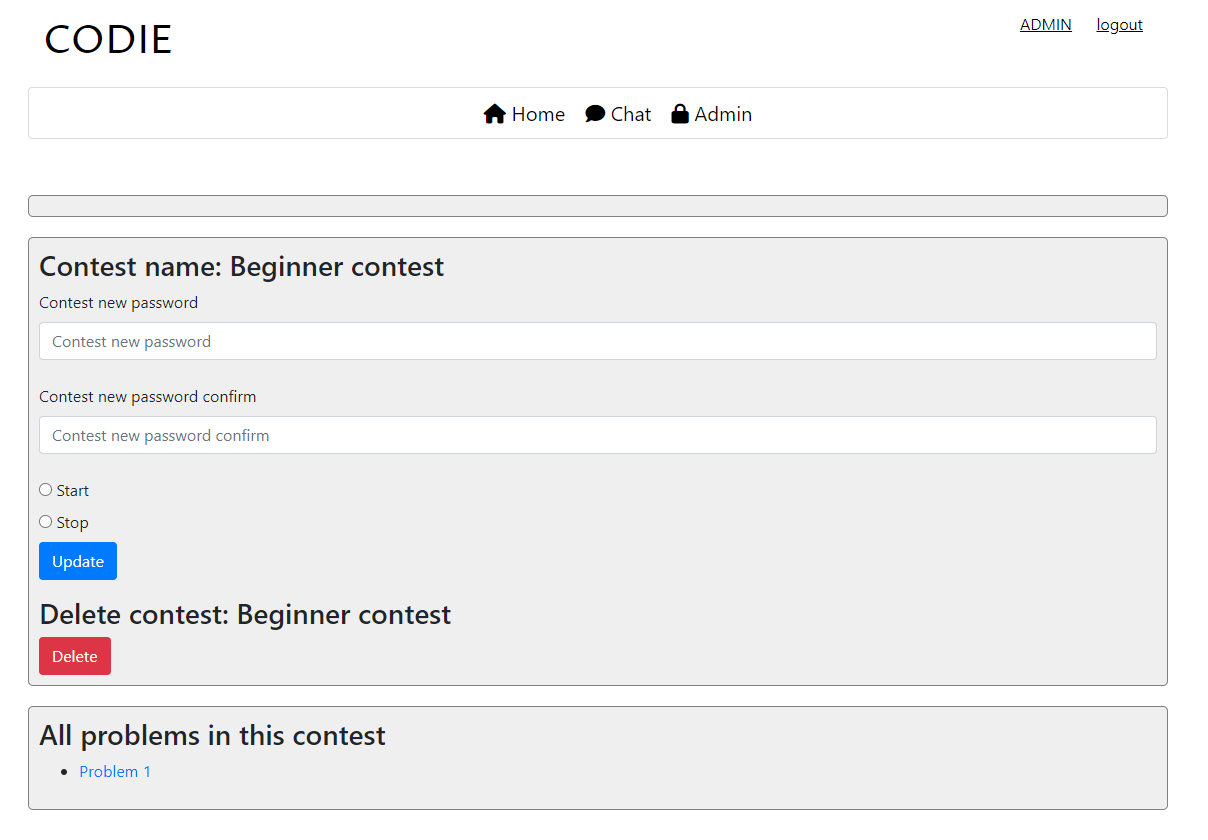 CODIE
ADMIN logout
Home Chat Admin
Contest name: Beginner contest
Contest new password
Contest new password
Contest new password confirm
Contest new password confirm
Start
Stop
Update
Delete contest: Beginner contest
Delete
All problems in this contest
Problem 1